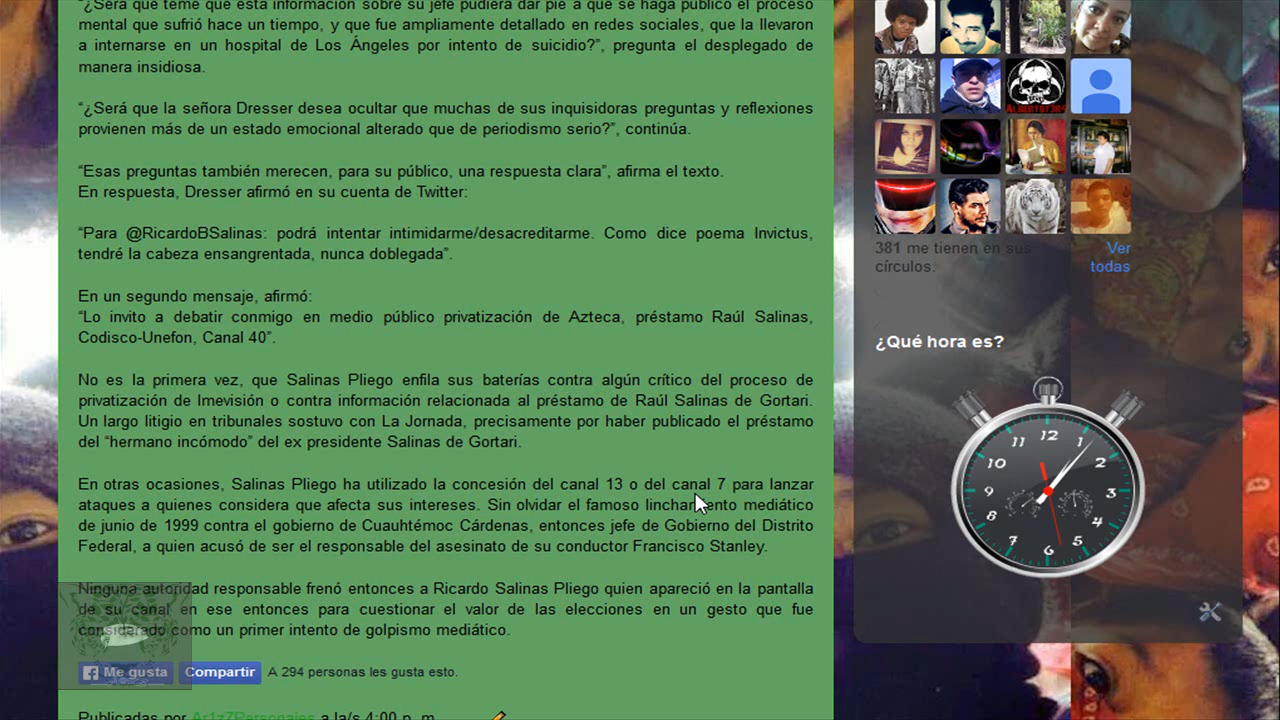 “¿Será que teme que esta información sobre su jefe pudiera dar pie a que se haga público el proceso
mental que sufrió hace un tiempo, y que fue ampliamente detallado en redes sociales, que la llevaron
a internarse en un hospital de Los Ángeles por intento de suicidio?”, pregunta el desplegado de
manera insidiosa.
“¿Será que la señora Dresser desea ocultar que muchas de sus inquisidoras preguntas y reflexiones
provienen más de un estado emocional alterado que de periodismo serio?”, continúa.
“Esas preguntas también merecen, para su público, una respuesta clara”, afirma el texto.
En respuesta, Dresser afirmó en su cuenta de Twitter:
“Para @RicardoBSalinas: podrá intentar intimidarme/desacreditarme. Como dice poema Invictus,
tendré la cabeza ensangrentada, nunca doblegada”.
En un segundo mensaje, afirmó:
“Lo invito a debatir conmigo en medio público privatización de Azteca, préstamo Raúl Salinas,
Codisco-Unefon, Canal 40”.
No es la primera vez, que Salinas Pliego enfila sus baterías contra algún crítico del proceso de
privatización de Imevisión o contra información relacionada al préstamo de Raúl Salinas de Gortari.
Un largo litigio en tribunales sostuvo con La Jornada, precisamente por haber publicado el préstamo
del “hermano incómodo” del ex presidente Salinas de Gortari.
En otras ocasiones, Salinas Pliego ha utilizado la concesión del canal 13 o del canal 7 para lanzar
ataques a quienes considera que afecta sus intereses. Sin olvidar el famoso linchamiento mediático
de junio de 1999 contra el gobierno de Cuauhtémoc Cárdenas, entonces jefe de Gobierno del Distrito
Federal, a quien acusó de ser el responsable del asesinato de su conductor Francisco Stanley.
Ninguna autoridad responsable frenó entonces a Ricardo Salinas Pliego quien apareció en la pantalla
de su canal en ese entonces para cuestionar el valor de las elecciones en un gesto que fue
considerado como un primer intento de golpismo mediático.
Me gusta Compartir A 294 personas les gusta esto.
Publicadas por Ar1z7Personajes a la/s 4:00 p. m.
381 me tienen en sus
círculos.
Ver
todas
¿Qué hora es?
12
1
2
3
4
5
6
7
8
9
10
11